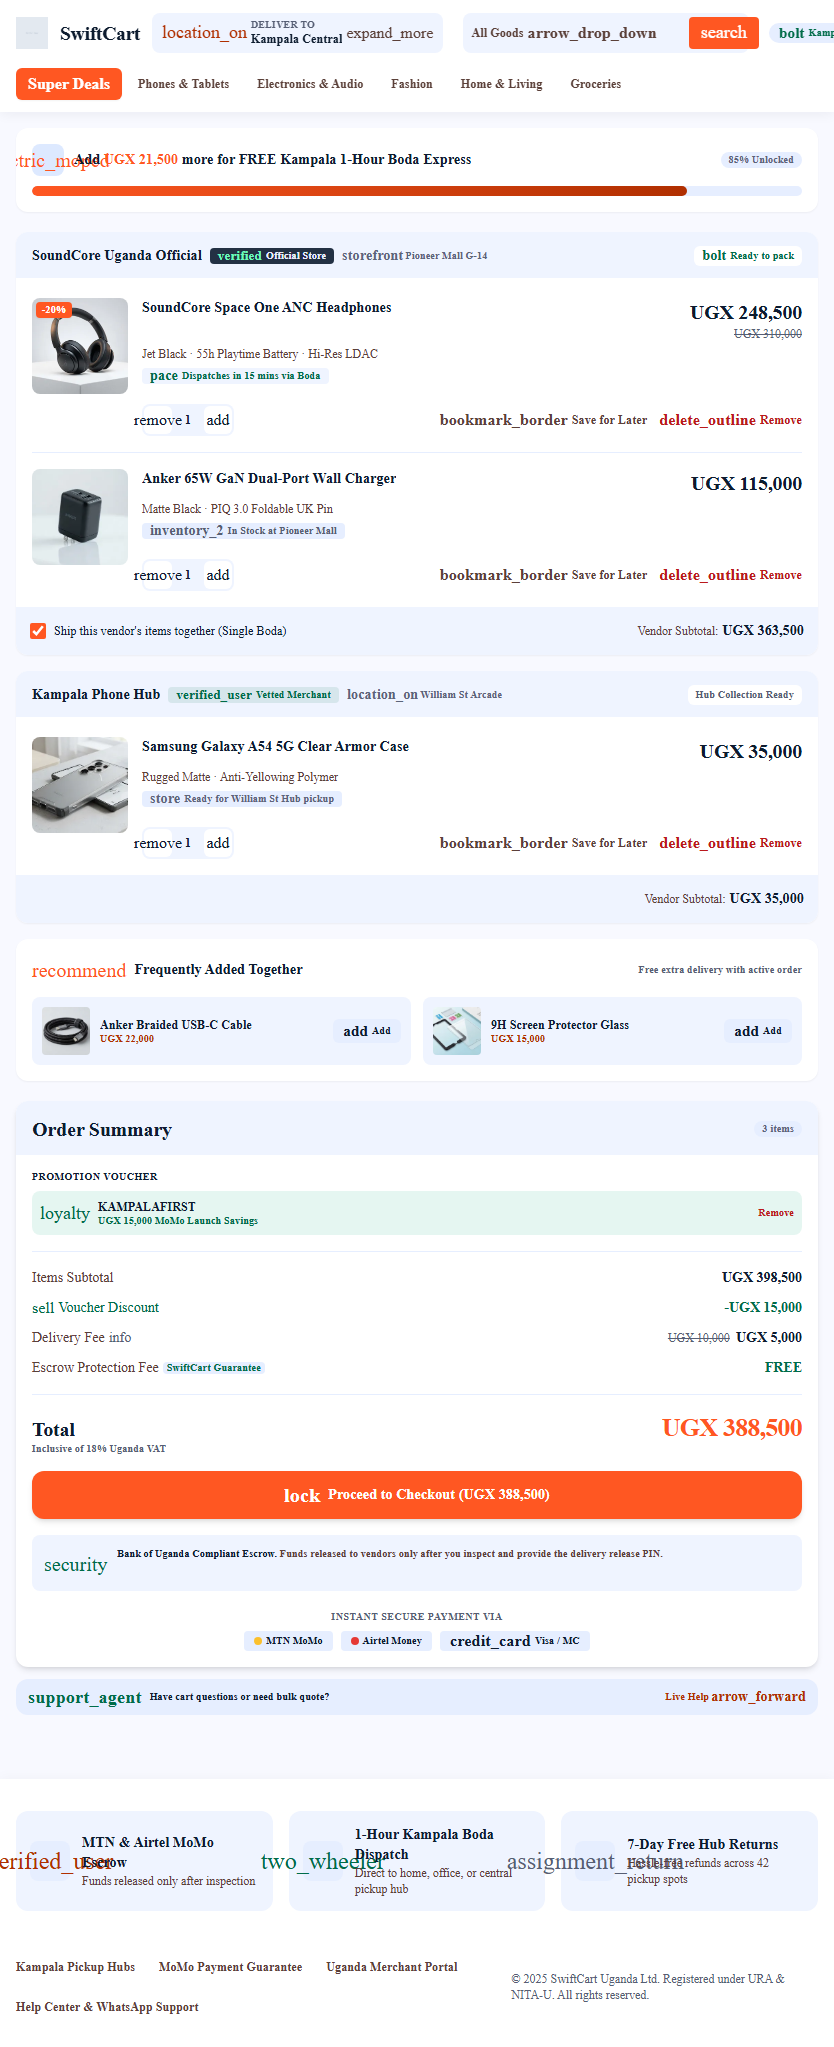 SwiftCart
location_on DELIVER TO Kampala Central expand_more
All Goods arrow_drop_down search
bolt
Super Deals Phones & Tablets Electronics & Audio Fashion Home & Living Groceries
Add UGX 21,500 more for FREE Kampala 1-Hour Boda Express
85% Unlocked
SoundCore Uganda Official verified Official Store storefront Pioneer Mall G-14 bolt Ready to pack
-20%
SoundCore Space One ANC Headphones UGX 248,500
UGX 310,000
Jet Black · 55h Playtime Battery · Hi-Res LDAC
pace Dispatches in 15 mins via Boda
remove 1 add bookmark_border Save for Later delete_outline Remove
Anker 65W GaN Dual-Port Wall Charger UGX 115,000
Matte Black · PIQ 3.0 Foldable UK Pin
inventory_2 In Stock at Pioneer Mall
remove 1 add bookmark_border Save for Later delete_outline Remove
Ship this vendor's items together (Single Boda) Vendor Subtotal: UGX 363,500
Kampala Phone Hub verified_user Vetted Merchant location_on William St Arcade Hub Collection Ready
Samsung Galaxy A54 5G Clear Armor Case UGX 35,000
Rugged Matte · Anti-Yellowing Polymer
store Ready for William St Hub pickup
remove 1 add bookmark_border Save for Later delete_outline Remove
Vendor Subtotal: UGX 35,000
recommend Frequently Added Together Free extra delivery with active order
Anker Braided USB-C Cable
UGX 22,000
add Add
9H Screen Protector Glass
UGX 15,000
add Add
Order Summary 3 items
PROMOTION VOUCHER
loyalty KAMPALAFIRST
UGX 15,000 MoMo Launch Savings
Remove
Items Subtotal UGX 398,500
sell Voucher Discount -UGX 15,000
Delivery Fee info UGX 10,000 UGX 5,000
Escrow Protection Fee SwiftCart Guarantee FREE
Total UGX 388,500
Inclusive of 18% Uganda VAT
lock Proceed to Checkout (UGX 388,500)
security Bank of Uganda Compliant Escrow. Funds released to vendors only after you inspect and provide the delivery release PIN.
INSTANT SECURE PAYMENT VIA
MTN MoMo Airtel Money credit_card Visa / MC
support_agent Have cart questions or need bulk quote? Live Help arrow_forward
MTN & Airtel MoMo
Escrow
Funds released only after inspection
two_wheeler
1-Hour Kampala Boda
Dispatch
Direct to home, office, or central
pickup hub
assignment_return
7-Day Free Hub Returns
Hassle-free refunds across 42
pickup spots
Kampala Pickup Hubs MoMo Payment Guarantee Uganda Merchant Portal
Help Center & WhatsApp Support
© 2025 SwiftCart Uganda Ltd. Registered under URA &
NITA-U. All rights reserved.